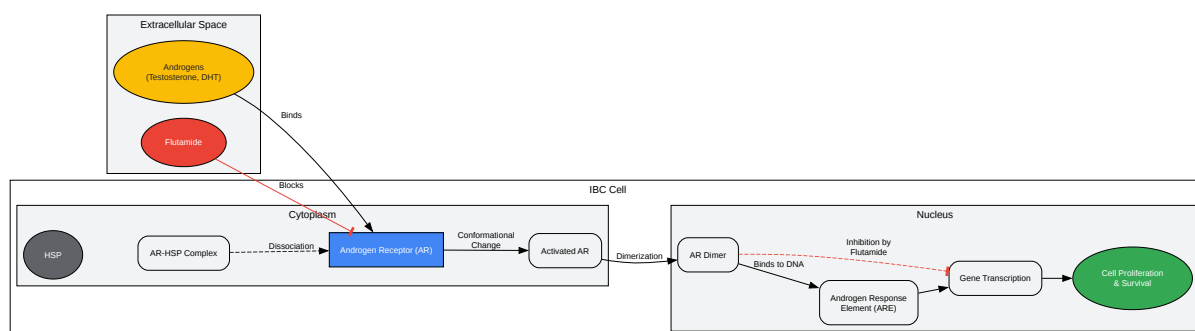 Extracellular Space
Androgens
(Testosterone, DHT)
Binds
Flutamide
Blocks
IBC Cell
Cytoplasm
HSP
AR-HSP Complex
Dissociation
Androgen Receptor (AR)
Conformational
Change
Activated AR
Dimerization
Nucleus
AR Dimer
Inhibition by
Flutamide
Binds to DNA
Androgen Response
Element (ARE)
Gene Transcription
Cell Proliferation
& Survival